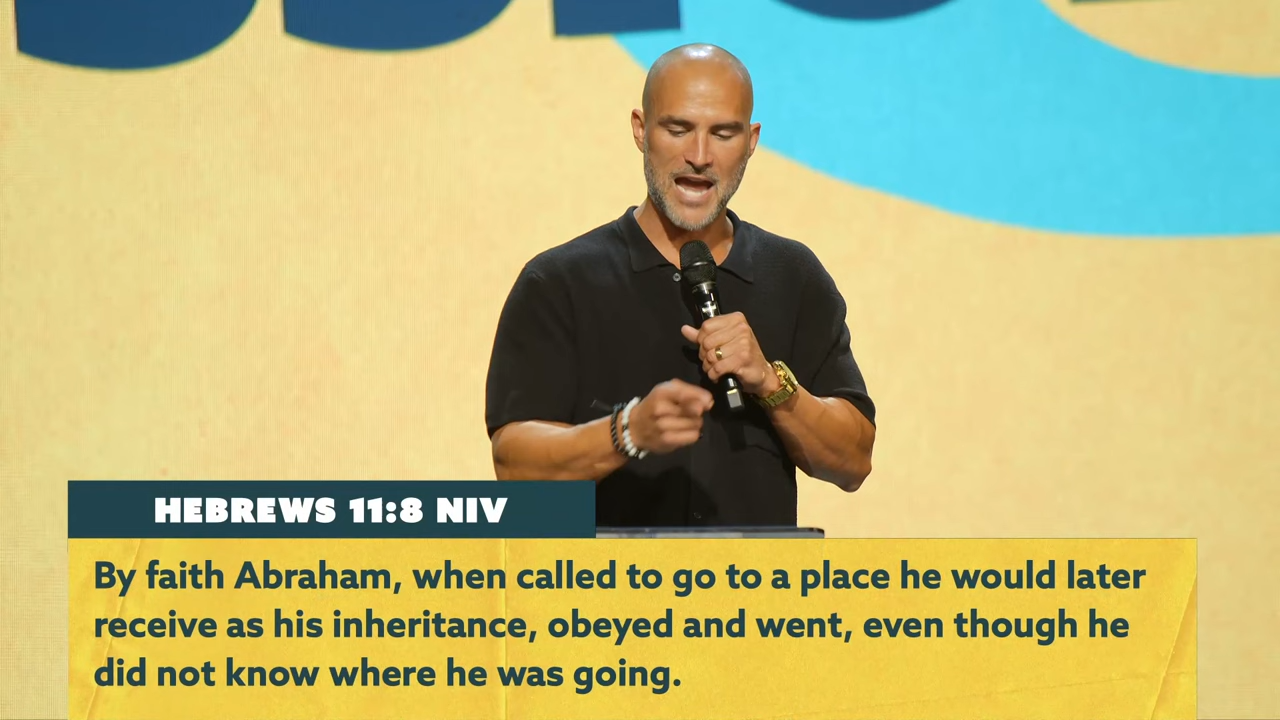 HEBREWS 11:8 NIV
By faith Abraham, when called to go to a place he would later
receive as his inheritance, obeyed and went, even though he
did not know where he was going.